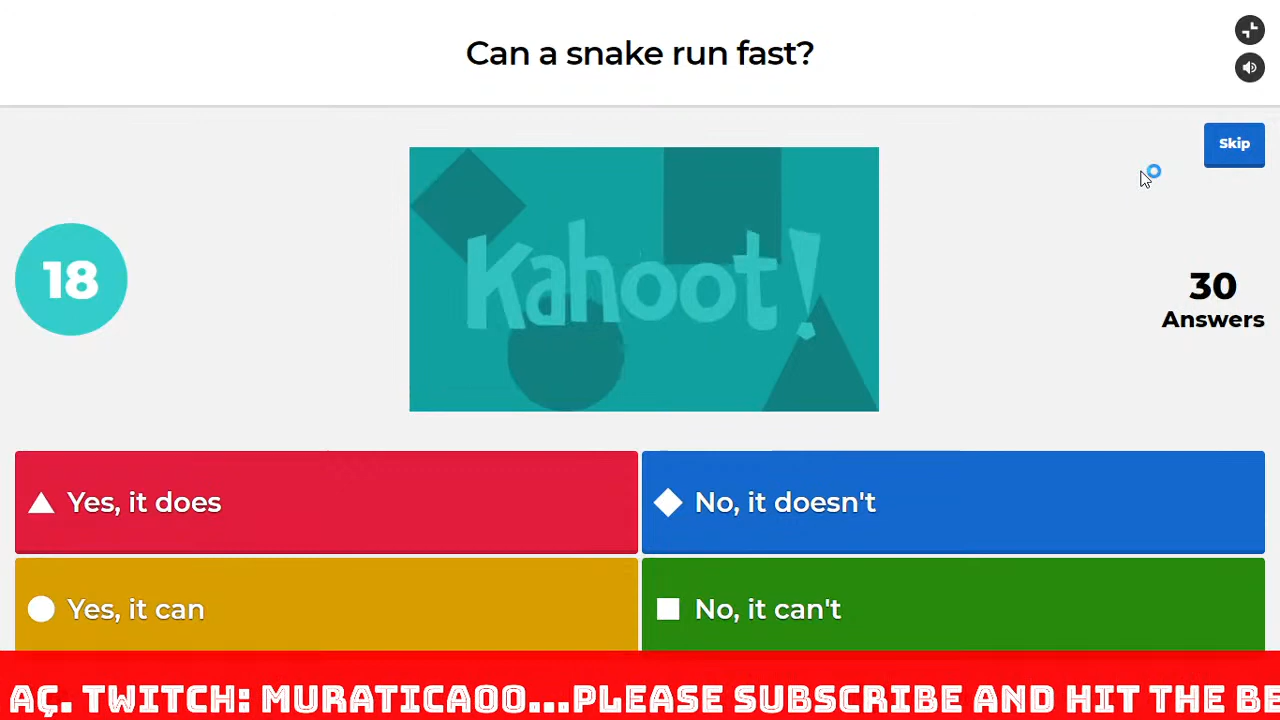 Can a snake run fast?
Skip
Kahoot!
18
30
Answers
Yes, it does
No, it doesn't
Yes, it can
No, it can't
AÇ. TWITCH: MURATICAOO...PLEASE SUBSCRIBE AND HIT THE BE